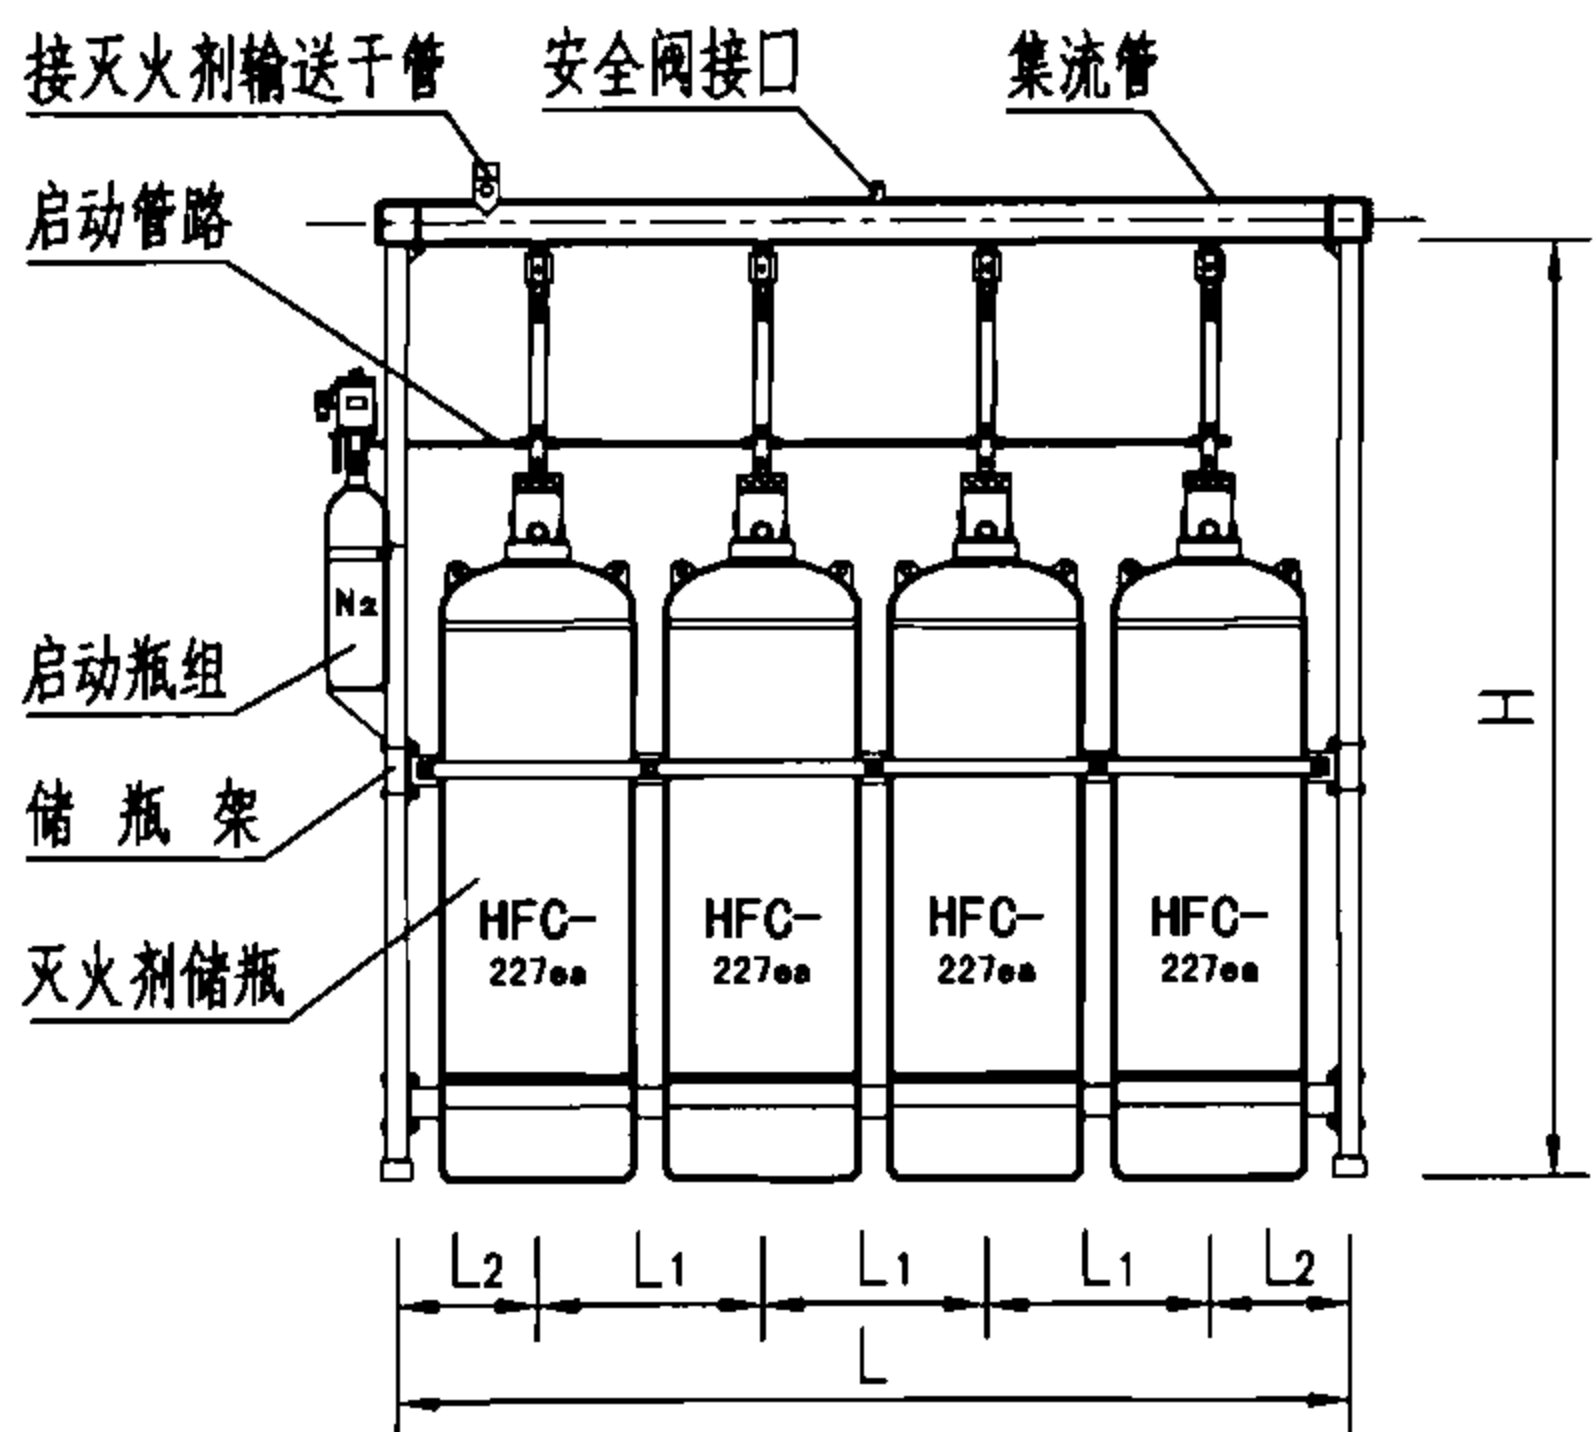 接灭火剂输送干管
安全阀接口
集流管
启动管路
N2
启动瓶组
H
储瓶架
HFC-
227ea
HFC-
227ea
HFC-
227ea
HFC-
227ea
灭火剂储瓶
L2
L1
L1
L1
L2
L